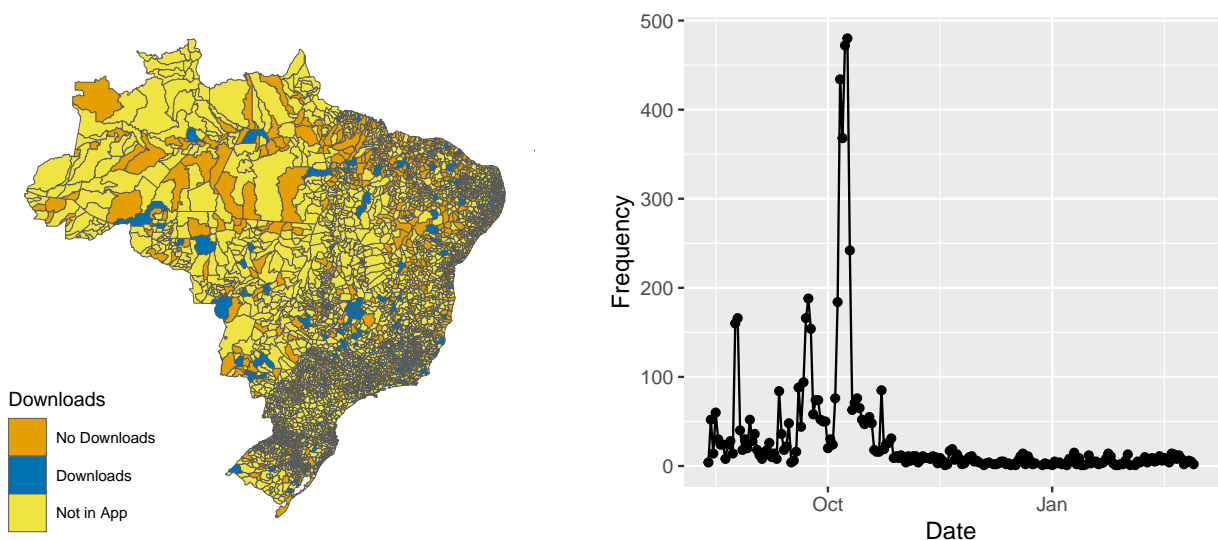 Downloads
No Downloads
Downloads
Not in App
Frequency
500
400
300
200
100
0
Oct
Jan
Date